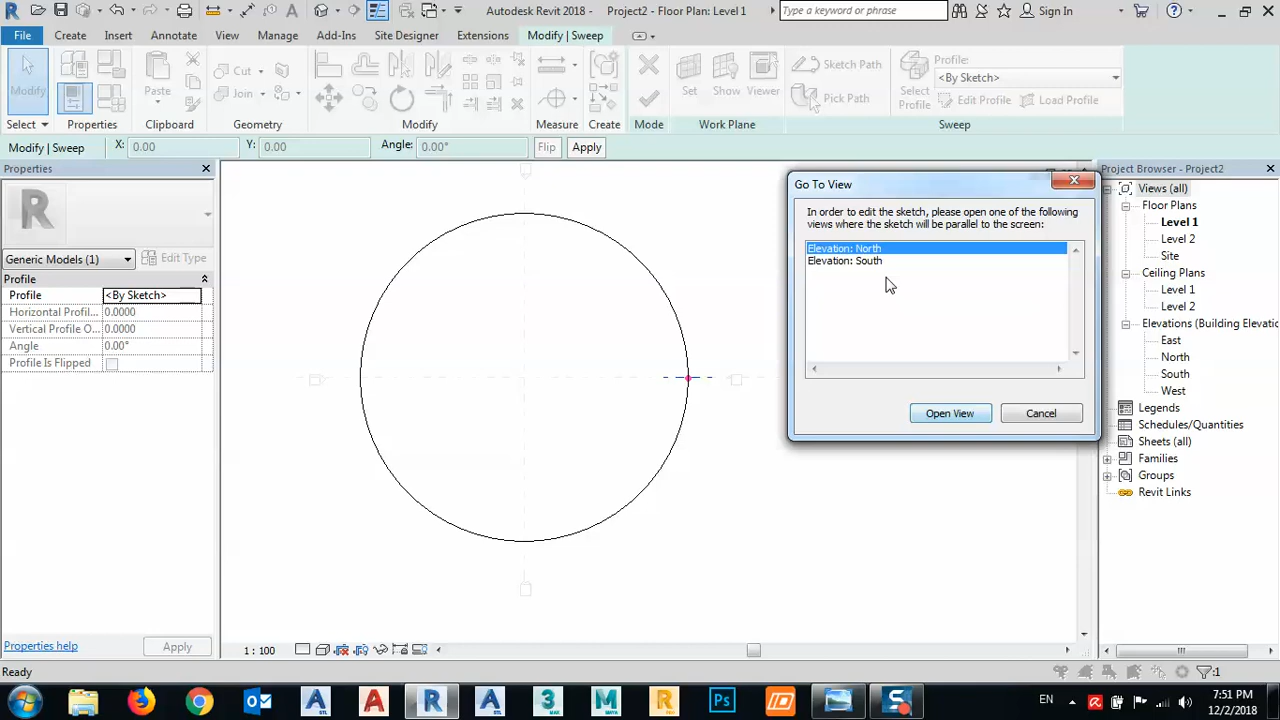 Autodesk Revit 2018 - Project2 - Floor Plan: Level 1
Type a keyword or phrase
Sign In
File
Create
Insert
Annotate
View
Manage
Add-Ins
Site Designer
Extensions
Modify | Sweep
Modify
Paste
Cut
Join
Set
Show
Viewer
Sketch Path
Pick Path
Select
Profile
Profile:
<By Sketch>
Edit Profile
Load Profile
Select
Properties
Clipboard
Geometry
Modify
Measure
Create
Mode
Work Plane
Sweep
Modify | Sweep
X:
0.00
Y:
0.00
Angle:
0.00°
Flip
Apply
Properties
Generic Models (1)
Edit Type
Profile
Profile
<By Sketch>
Horizontal Profil...
0.0000
Vertical Profile O...
0.0000
Angle
0.00°
Profile Is Flipped
Properties help
Apply
Go To View
In order to edit the sketch, please open one of the following
views where the sketch will be parallel to the screen:
Elevation: North
Elevation: South
Open View
Cancel
Project Browser - Project2
Views (all)
Floor Plans
Level 1
Level 2
Site
Ceiling Plans
Level 1
Level 2
Elevations (Building Elevatio
East
North
South
West
Legends
Schedules/Quantities
Sheets (all)
Families
Groups
Revit Links
1 : 100
Ready
:1
EN
7:51 PM
12/2/2018